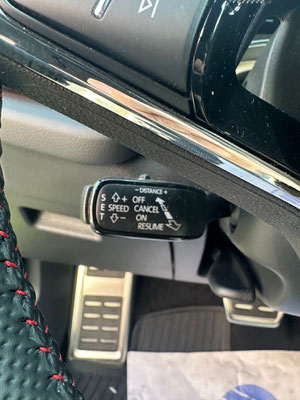 − DISTANCE +
S ⇧+ OFF
E SPEED CANCEL
T ⇩− ON
RESUME